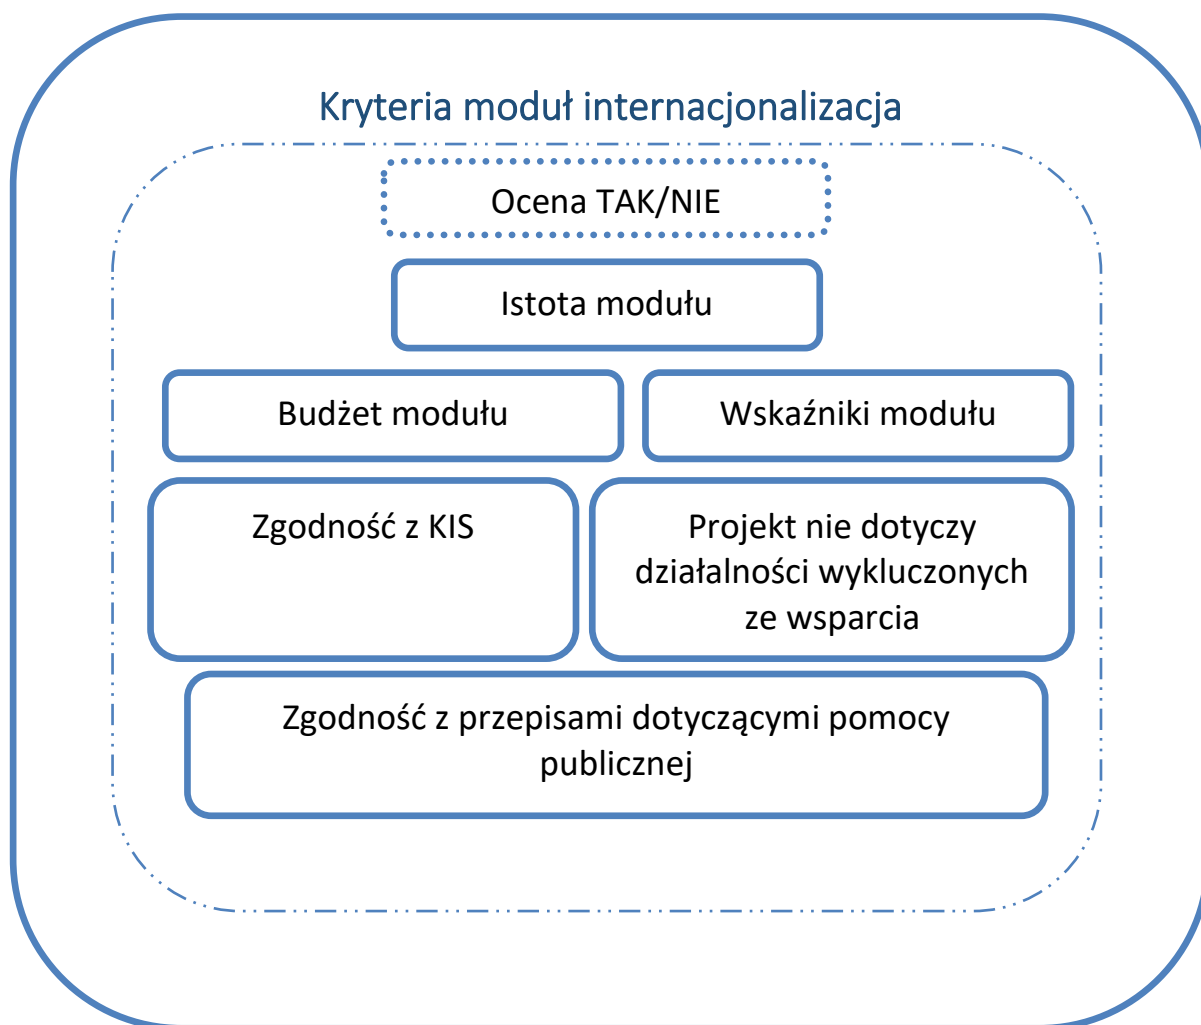 Kryteria moduł internacjonalizacja
Ocena TAK/NIE
Istota modułu
Budżet modułu
Wskaźniki modułu
Zgodność z KIS
Projekt nie dotyczy
działalności wykluczonych
ze wsparcia
Zgodność z przepisami dotyczącymi pomocy
publicznej